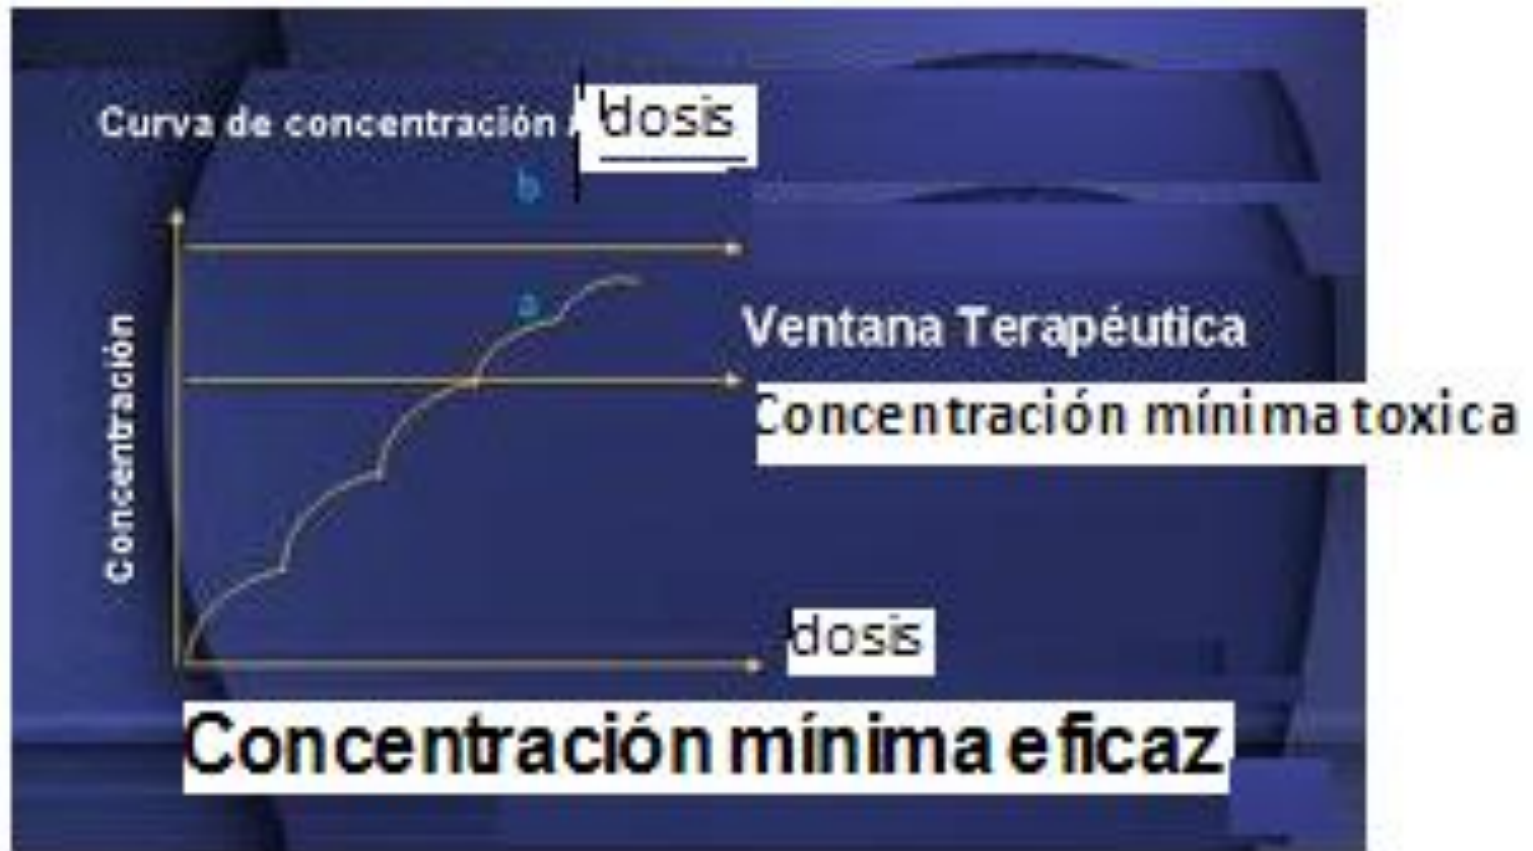 Curva de concentración / dosis
b
a
Concentración
Ventana Terapéutica
Concentración mínima toxica
dosis
Concentración mínima eficaz